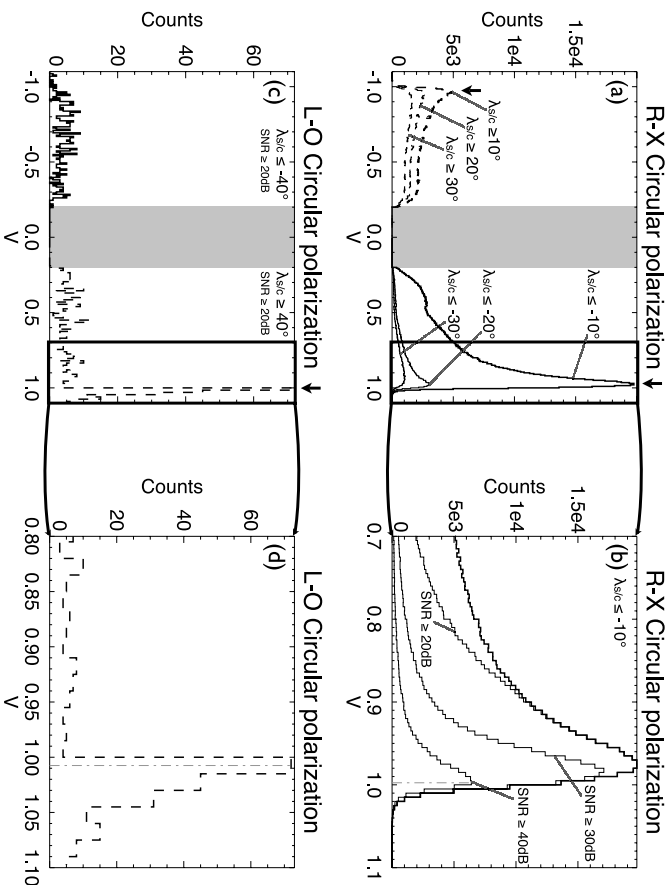 R-X Circular polarization
(a)
λs/c ≥10°
λs/c ≥ 20°
λs/c ≥ 30°
λs/c ≤ -10°
λs/c ≤ -20°
λs/c ≤ -30°
Counts
0
5e3
1e4
1.5e4
-1.0
-0.5
0.0
0.5
1.0
V
R-X Circular polarization
(b)
λs/c ≤ -10°
SNR ≥ 20dB
SNR ≥ 30dB
SNR ≥ 40dB
Counts
0
5e3
1e4
1.5e4
0.7
0.8
0.9
1.0
1.1
V
L-O Circular polarization
(c)
λs/c ≤ -40°
SNR ≥ 20dB
λs/c ≥ 40°
SNR ≥ 20dB
Counts
0
20
40
60
-1.0
-0.5
0.0
0.5
1.0
V
L-O Circular polarization
(d)
Counts
0
20
40
60
0.80
0.85
0.90
0.95
1.00
1.05
1.10
V